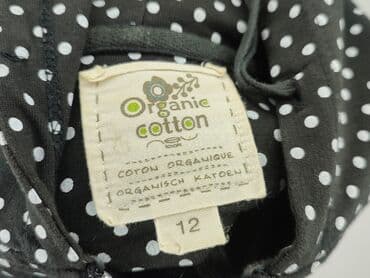 Organic
cotton
COTON ORGANIQUE
ORGANISCH KATOEN
12